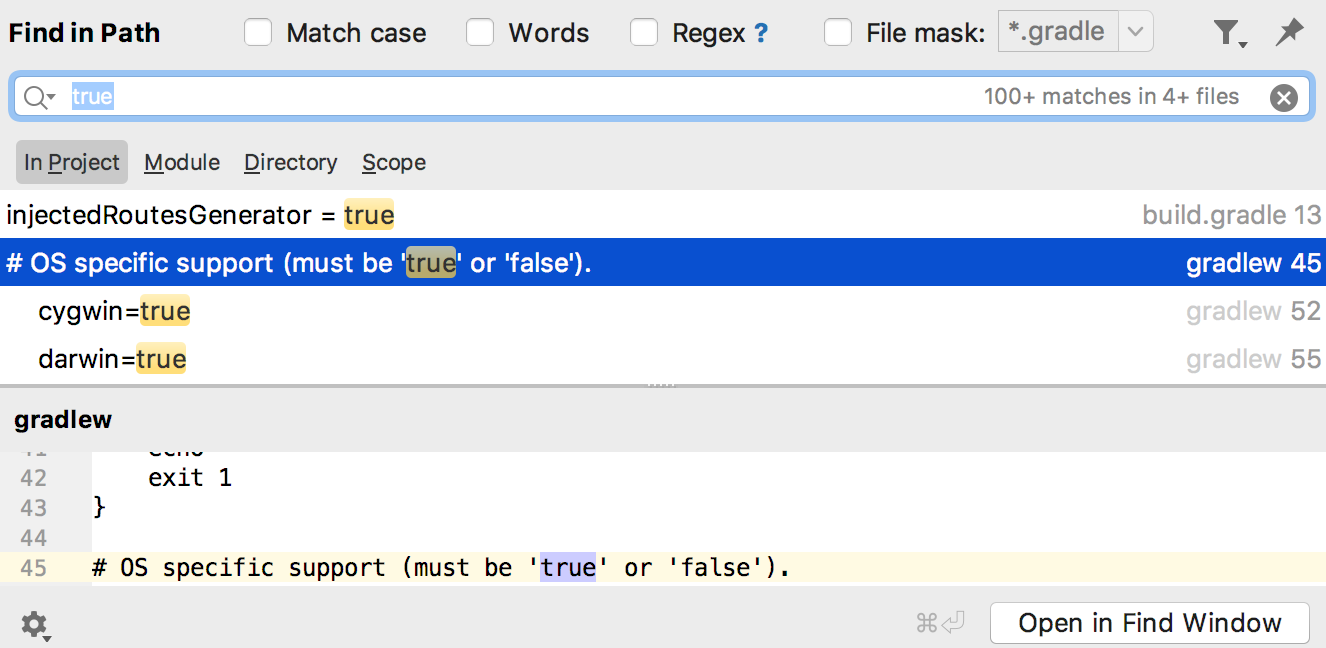 Find in Path Match case Words Regex ? File mask: *.gradle
true 100+ matches in 4+ files
In Project Module Directory Scope
injectedRoutesGenerator = true build.gradle 13
# OS specific support (must be 'true' or 'false'). gradlew 45
cygwin=true gradlew 52
darwin=true gradlew 55
gradlew
41 echo
42 exit 1
43 }
44
45 # OS specific support (must be 'true' or 'false').
⌘⏎ Open in Find Window